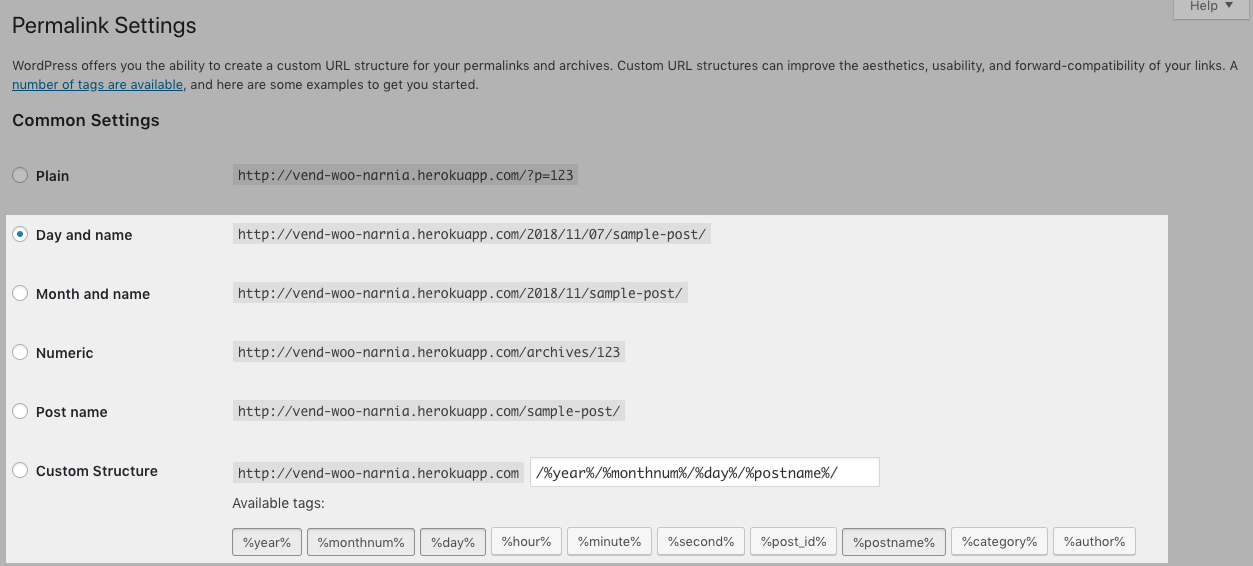 Help ▼
Permalink Settings
WordPress offers you the ability to create a custom URL structure for your permalinks and archives. Custom URL structures can improve the aesthetics, usability, and forward-compatibility of your links. A
number of tags are available, and here are some examples to get you started.
Common Settings
Plain http://vend-woo-narnia.herokuapp.com/?p=123
Day and name http://vend-woo-narnia.herokuapp.com/2018/11/07/sample-post/
Month and name http://vend-woo-narnia.herokuapp.com/2018/11/sample-post/
Numeric http://vend-woo-narnia.herokuapp.com/archives/123
Post name http://vend-woo-narnia.herokuapp.com/sample-post/
Custom Structure http://vend-woo-narnia.herokuapp.com /%year%/%monthnum%/%day%/%postname%/
Available tags:
%year% %monthnum% %day% %hour% %minute% %second% %post_id% %postname% %category% %author%